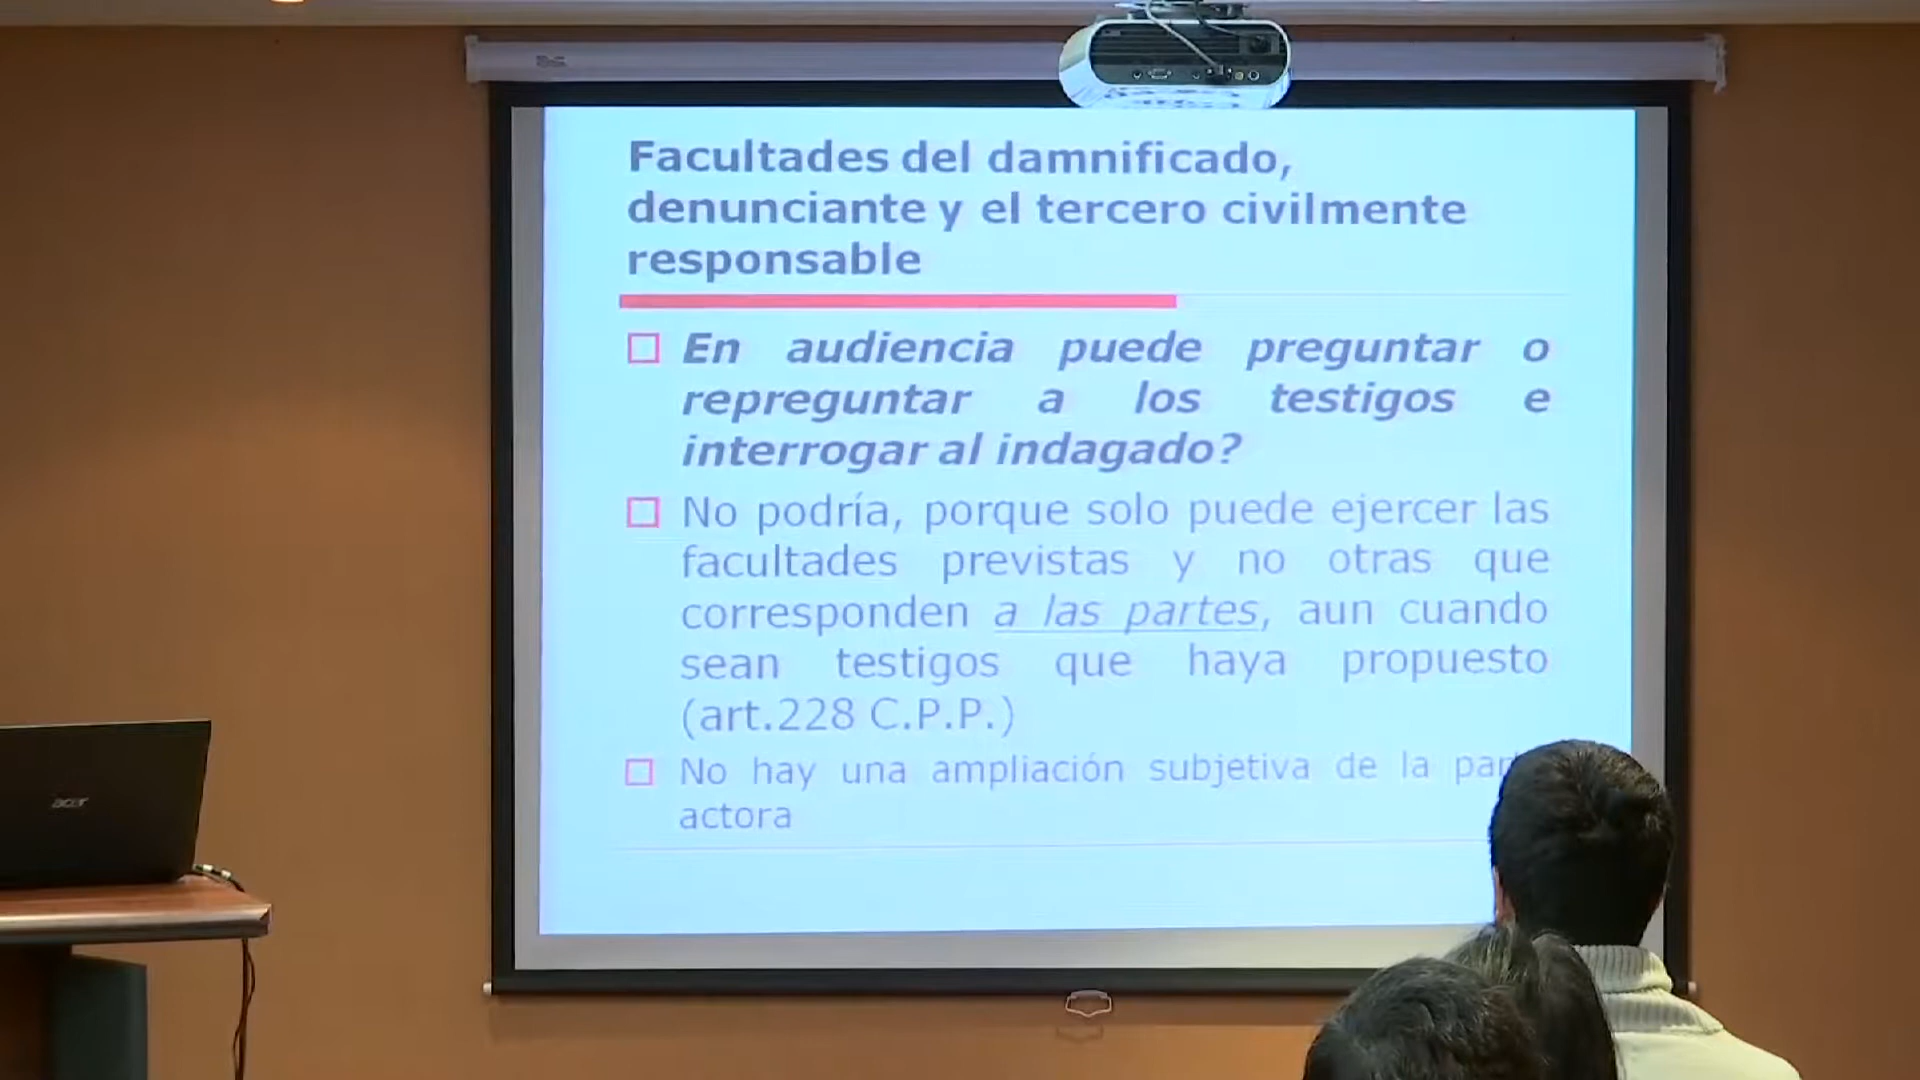 Facultades del damnificado,
denunciante y el tercero civilmente
responsable
En audiencia puede preguntar o
repreguntar a los testigos e
interrogar al indagado?
No podría, porque solo puede ejercer las
facultades previstas y no otras que
corresponden a las partes, aun cuando
sean testigos que haya propuesto
(art.228 C.P.P.)
No hay una ampliación subjetiva de la
actora
acer